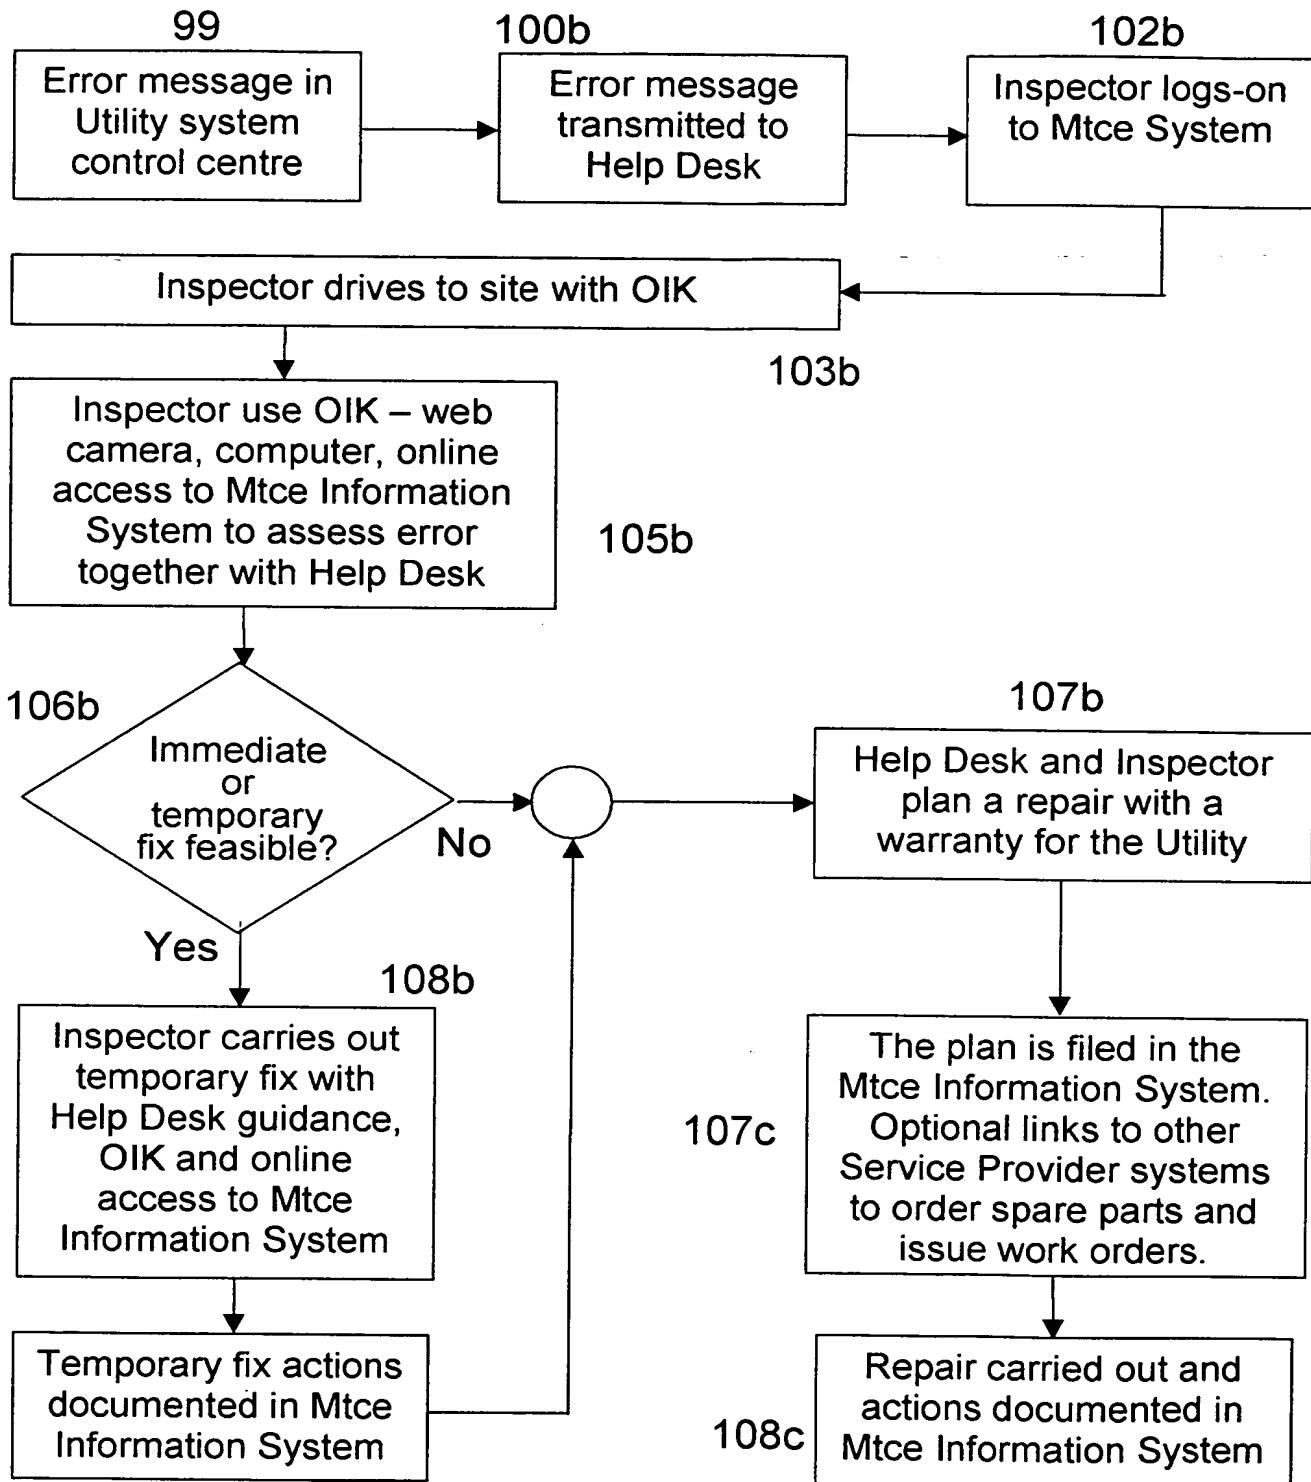 99
Error message in
Utility system
control centre
100b
Error message
transmitted to
Help Desk
102b
Inspector logs-on
to Mtce System
Inspector drives to site with OIK
103b
Inspector use OIK – web
camera, computer, online
access to Mtce Information
System to assess error
together with Help Desk
105b
106b
Immediate
or
temporary
fix feasible?
No
Yes
107b
Help Desk and Inspector
plan a repair with a
warranty for the Utility
108b
Inspector carries out
temporary fix with
Help Desk guidance,
OIK and online
access to Mtce
Information System
107c
The plan is filed in the
Mtce Information System.
Optional links to other
Service Provider systems
to order spare parts and
issue work orders.
Temporary fix actions
documented in Mtce
Information System
108c
Repair carried out and
actions documented in
Mtce Information System